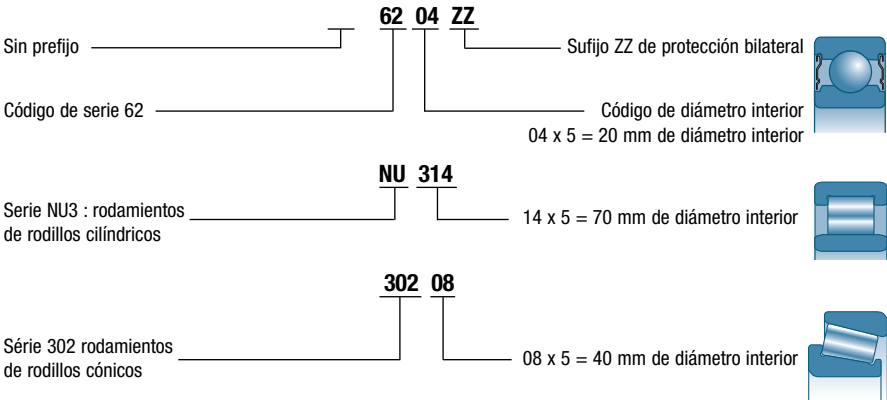 62 04 ZZ
Sin prefijo
Sufijo ZZ de protección bilateral
Código de serie 62
Código de diámetro interior
04 x 5 = 20 mm de diámetro interior
NU 314
Serie NU3 : rodamientos
de rodillos cilíndricos
14 x 5 = 70 mm de diámetro interior
302 08
Série 302 rodamientos
de rodillos cónicos
08 x 5 = 40 mm de diámetro interior